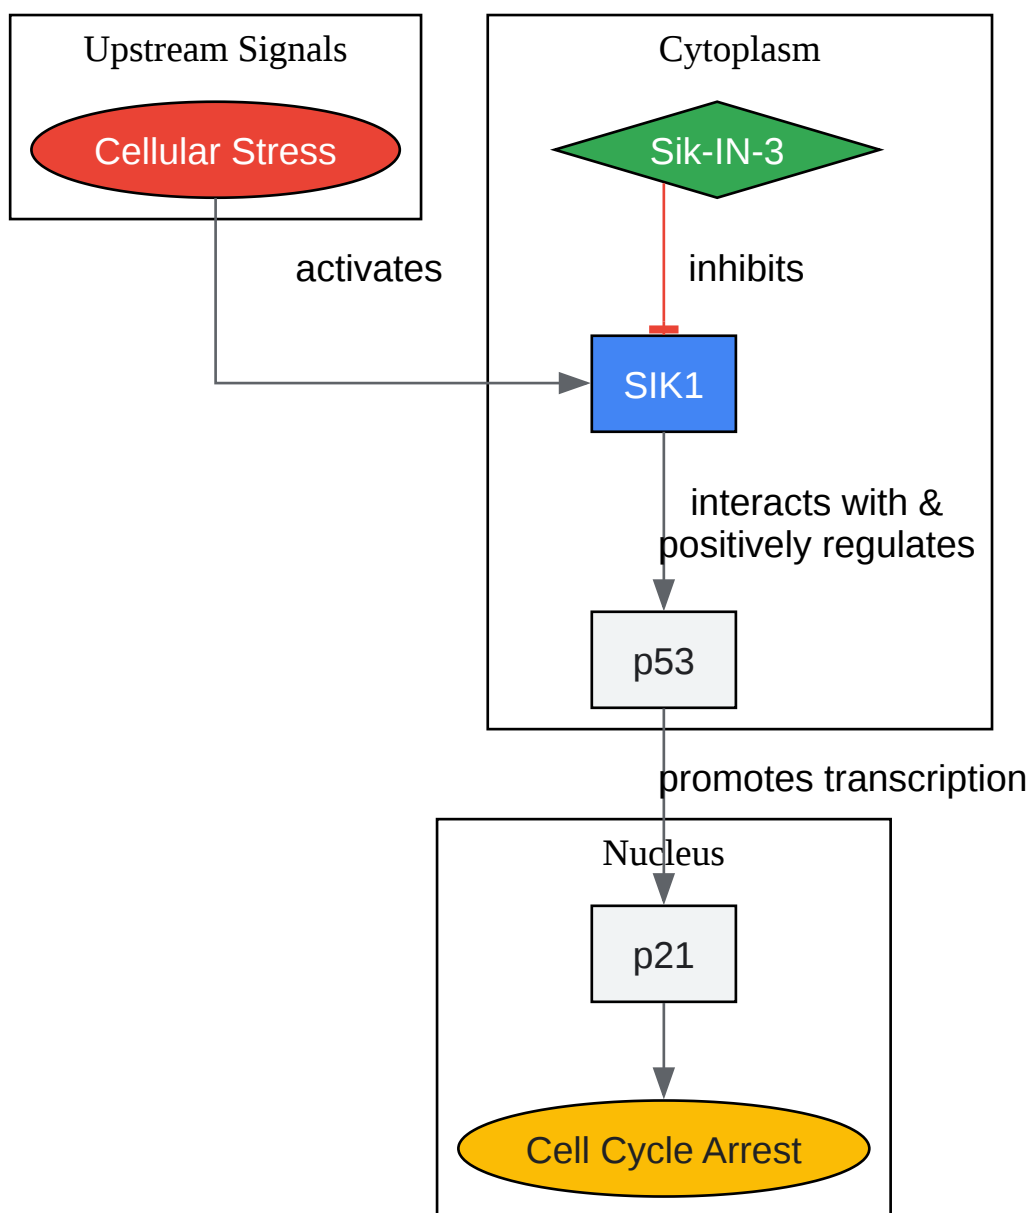 Upstream Signals
Cytoplasm
Cellular Stress
Sik-IN-3
activates
inhibits
SIK1
interacts with &
positively regulates
p53
promotes transcription
Nucleus
p21
Cell Cycle Arrest